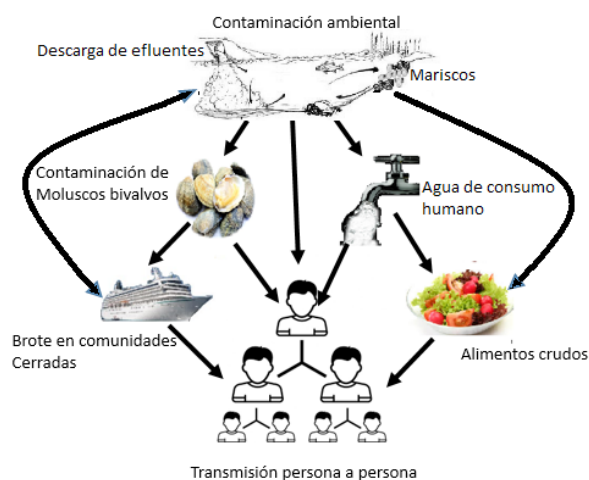 Contaminación ambiental
Descarga de efluentes
Mariscos
Contaminación de
Moluscos bivalvos
Agua de consumo
humano
Brote en comunidades
Cerradas
Alimentos crudos
Transmisión persona a persona